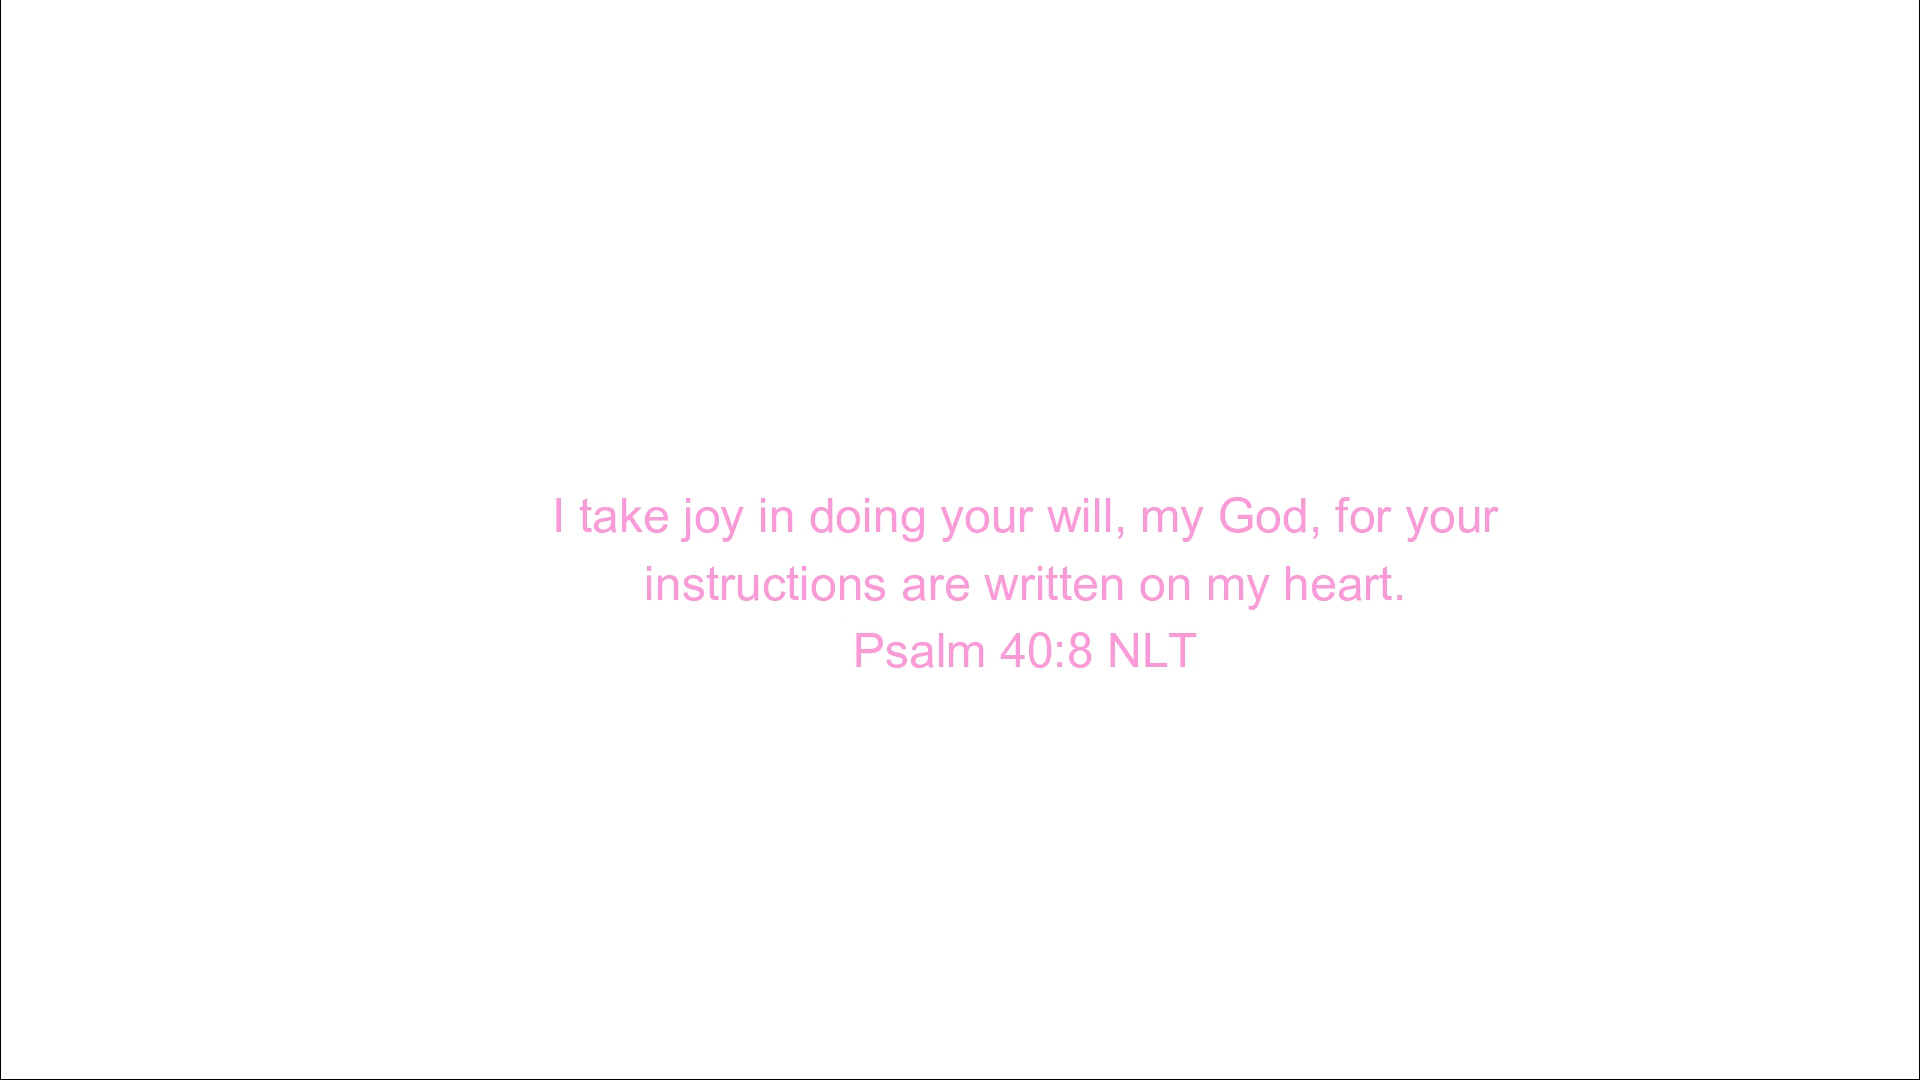 I take joy in doing your will, my God, for your
instructions are written on my heart.
Psalm 40:8 NLT